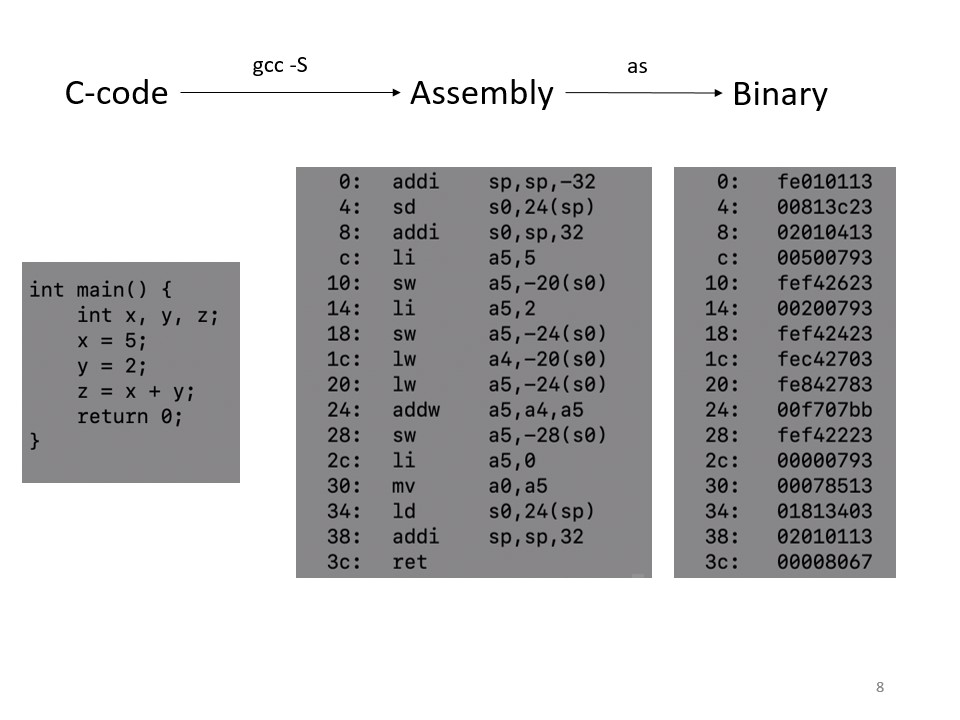 gcc -S
as
C-code
Assembly
Binary
int main() {
    int x, y, z;
    x = 5;
    y = 2;
    z = x + y;
    return 0;
}
0: addi sp,sp,-32
4: sd s0,24(sp)
8: addi s0,sp,32
c: li a5,5
10: sw a5,-20(s0)
14: li a5,2
18: sw a5,-24(s0)
1c: lw a4,-20(s0)
20: lw a5,-24(s0)
24: addw a5,a4,a5
28: sw a5,-28(s0)
2c: li a5,0
30: mv a0,a5
34: ld s0,24(sp)
38: addi sp,sp,32
3c: ret
0: fe010113
4: 00813c23
8: 02010413
c: 00500793
10: fef42623
14: 00200793
18: fef42423
1c: fec42703
20: fe842783
24: 00f707bb
28: fef42223
2c: 00000793
30: 00078513
34: 01813403
38: 02010113
3c: 00008067
8